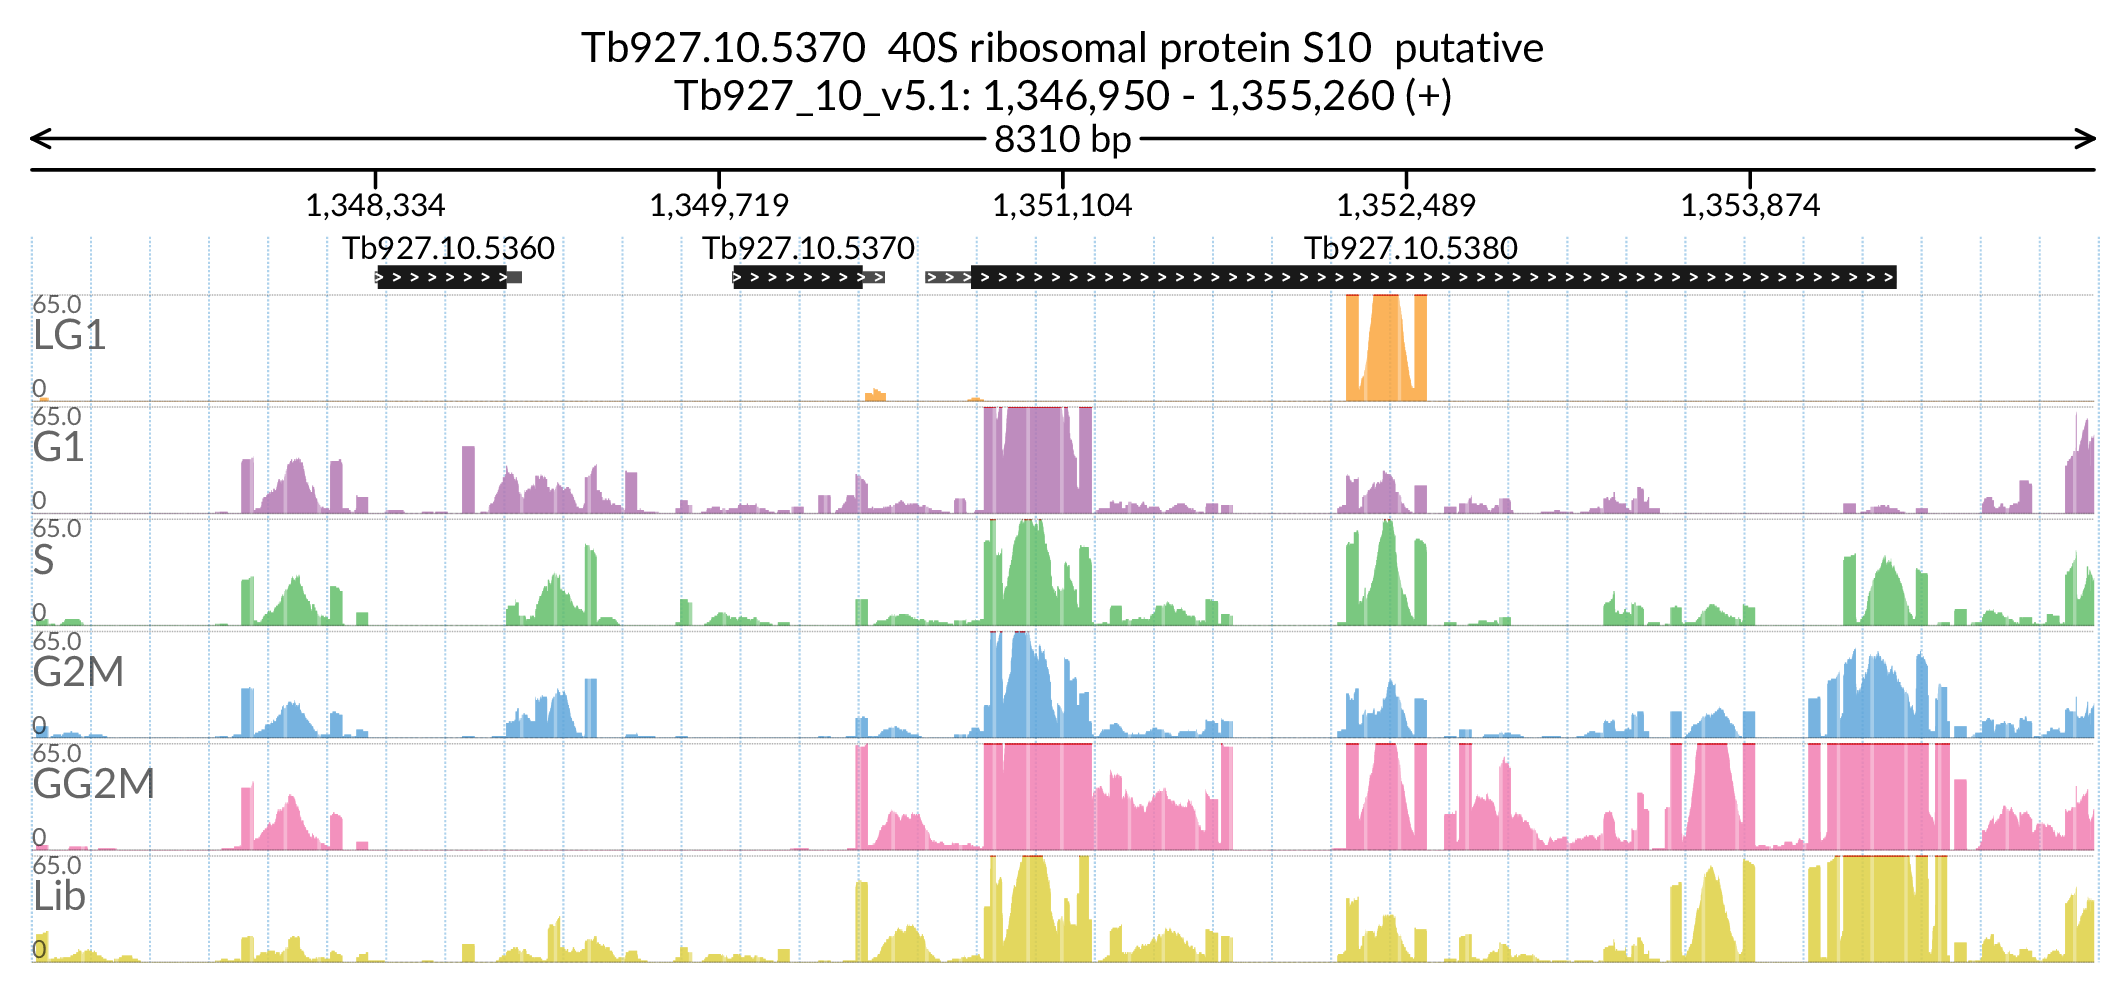 Tb927.10.5370 40S ribosomal protein S10 putative
Tb927_10_v5.1: 1,346,950 - 1,355,260 (+)
8310 bp
1,348,334 1,349,719 1,351,104 1,352,489 1,353,874
Tb927.10.5360 Tb927.10.5370 Tb927.10.5380
65.0
LG1
0
65.0
G1
0
65.0
S
0
65.0
G2M
0
65.0
GG2M
0
65.0
Lib
0